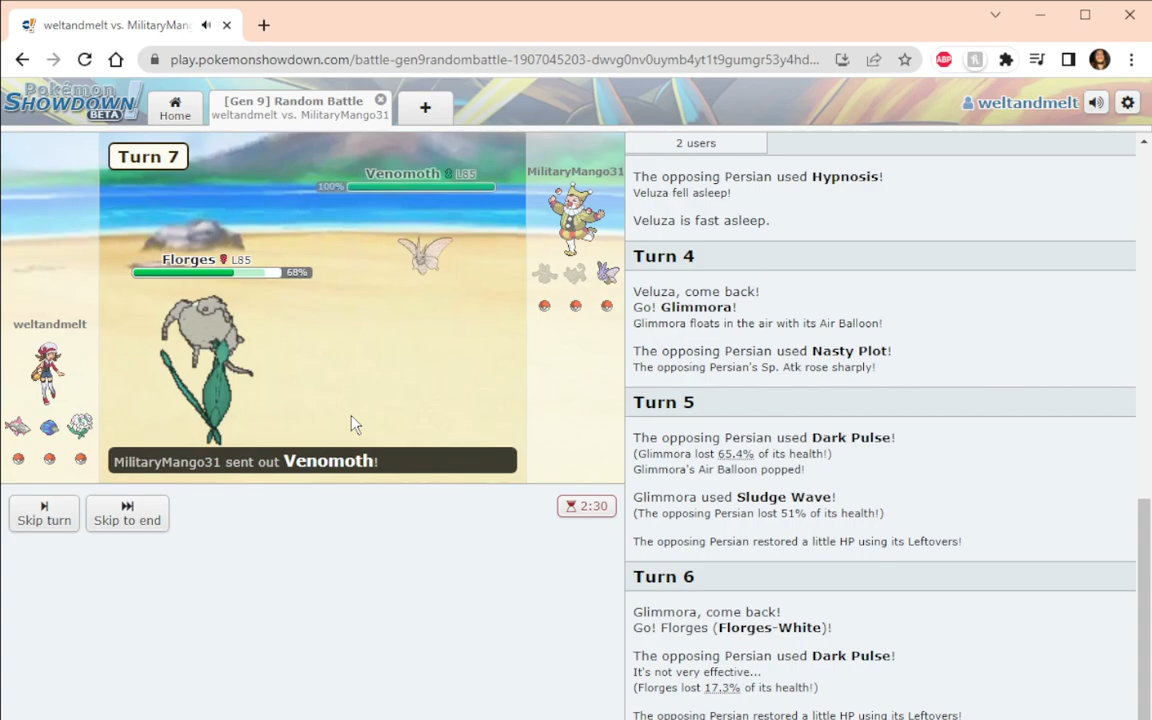 weltandmelt vs. MilitaryMan
play.pokemonshowdown.com/battle-gen9randombattle-1907045203-dwvg0nv0uymb4yt1t9gumgr53y4hd...
ABP
Pokémon
SHOWDOWN!
BETA
Home
[Gen 9] Random Battle
weltandmelt vs. MilitaryMango31
+
weltandmelt
Turn 7
Venomoth L85
100%
MilitaryMango31
Florges L85
68%
weltandmelt
MilitaryMango31 sent out Venomoth!
Skip turn
Skip to end
2:30
2 users
The opposing Persian used Hypnosis!
Veluza fell asleep!
Veluza is fast asleep.
Turn 4
Veluza, come back!
Go! Glimmora!
Glimmora floats in the air with its Air Balloon!
The opposing Persian used Nasty Plot!
The opposing Persian's Sp. Atk rose sharply!
Turn 5
The opposing Persian used Dark Pulse!
(Glimmora lost 65.4% of its health!)
Glimmora's Air Balloon popped!
Glimmora used Sludge Wave!
(The opposing Persian lost 51% of its health!)
The opposing Persian restored a little HP using its Leftovers!
Turn 6
Glimmora, come back!
Go! Florges (Florges-White)!
The opposing Persian used Dark Pulse!
It's not very effective...
(Florges lost 17.3% of its health!)
The opposing Persian restored a little HP using its Leftovers!